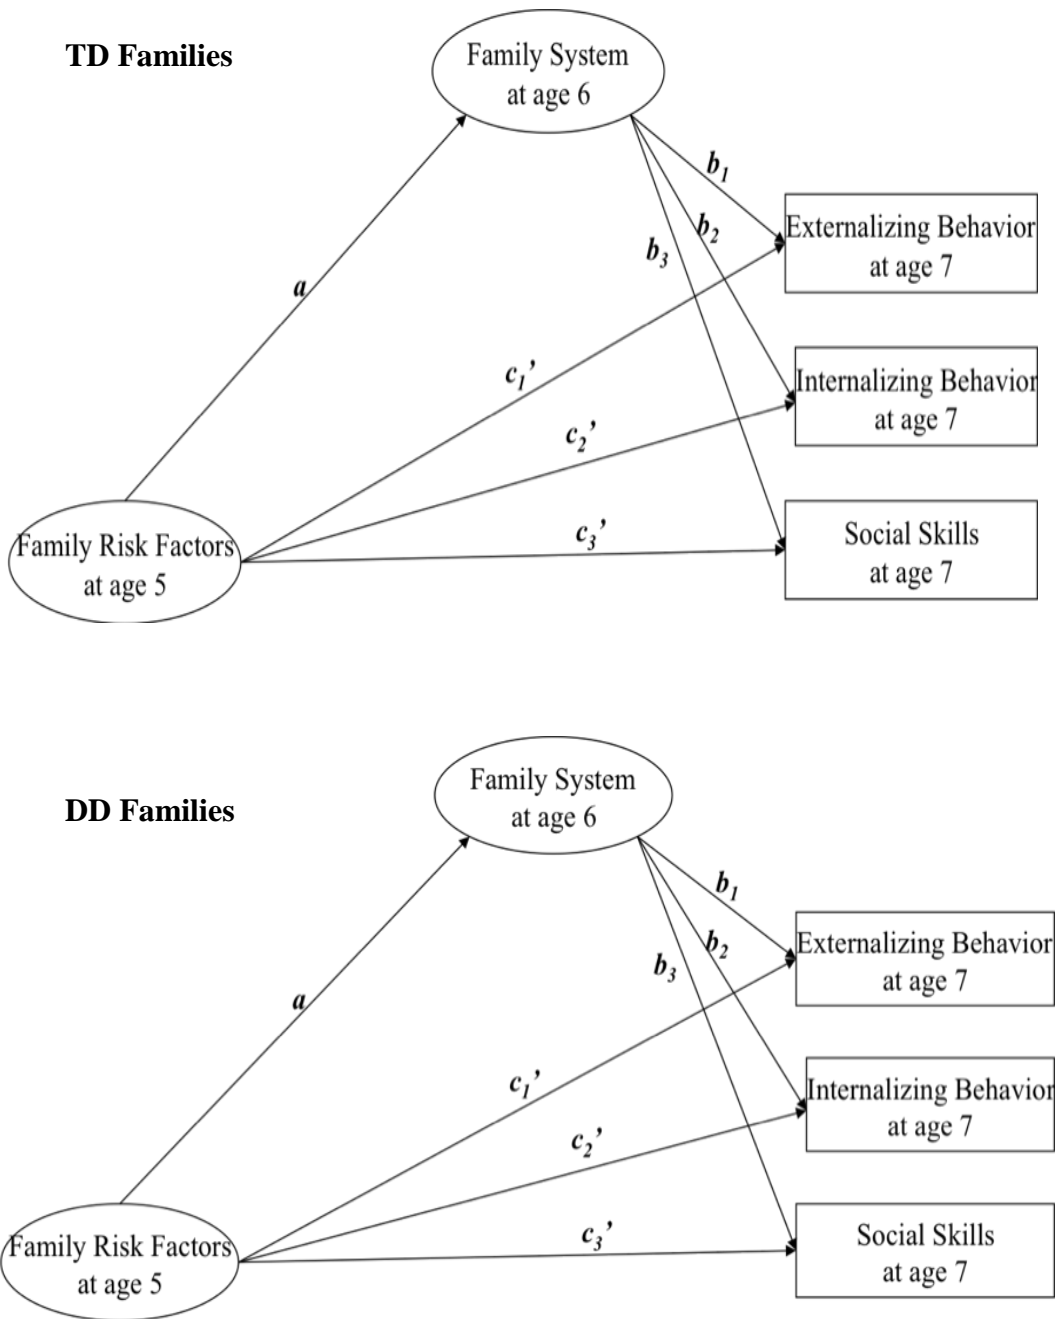 TD Families
Family System
at age 6
b1
b2
b3
Externalizing Behavior
at age 7
a
c1’
Internalizing Behavior
at age 7
c2’
Social Skills
at age 7
c3’
Family Risk Factors
at age 5
DD Families
Family System
at age 6
b1
b2
b3
Externalizing Behavior
at age 7
a
c1’
Internalizing Behavior
at age 7
c2’
Social Skills
at age 7
c3’
Family Risk Factors
at age 5